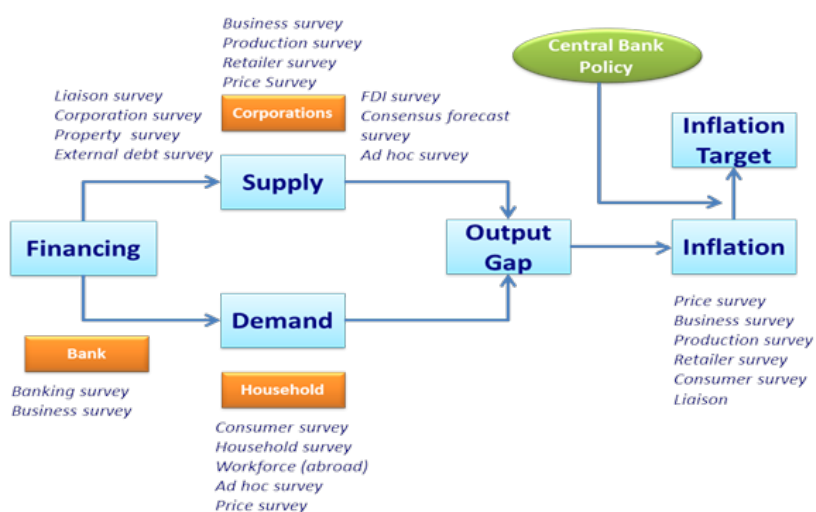 Business survey
Production survey
Retailer survey
Price Survey
Central Bank
Policy
Liaison survey
Corporation survey
Property survey
External debt survey
Corporations
FDI survey
Consensus forecast
survey
Ad hoc survey
Inflation
Target
Supply
Financing
Output
Gap
Inflation
Demand
Bank
Banking survey
Business survey
Household
Consumer survey
Household survey
Workforce (abroad)
Ad hoc survey
Price survey
Price survey
Business survey
Production survey
Retailer survey
Consumer survey
Liaison